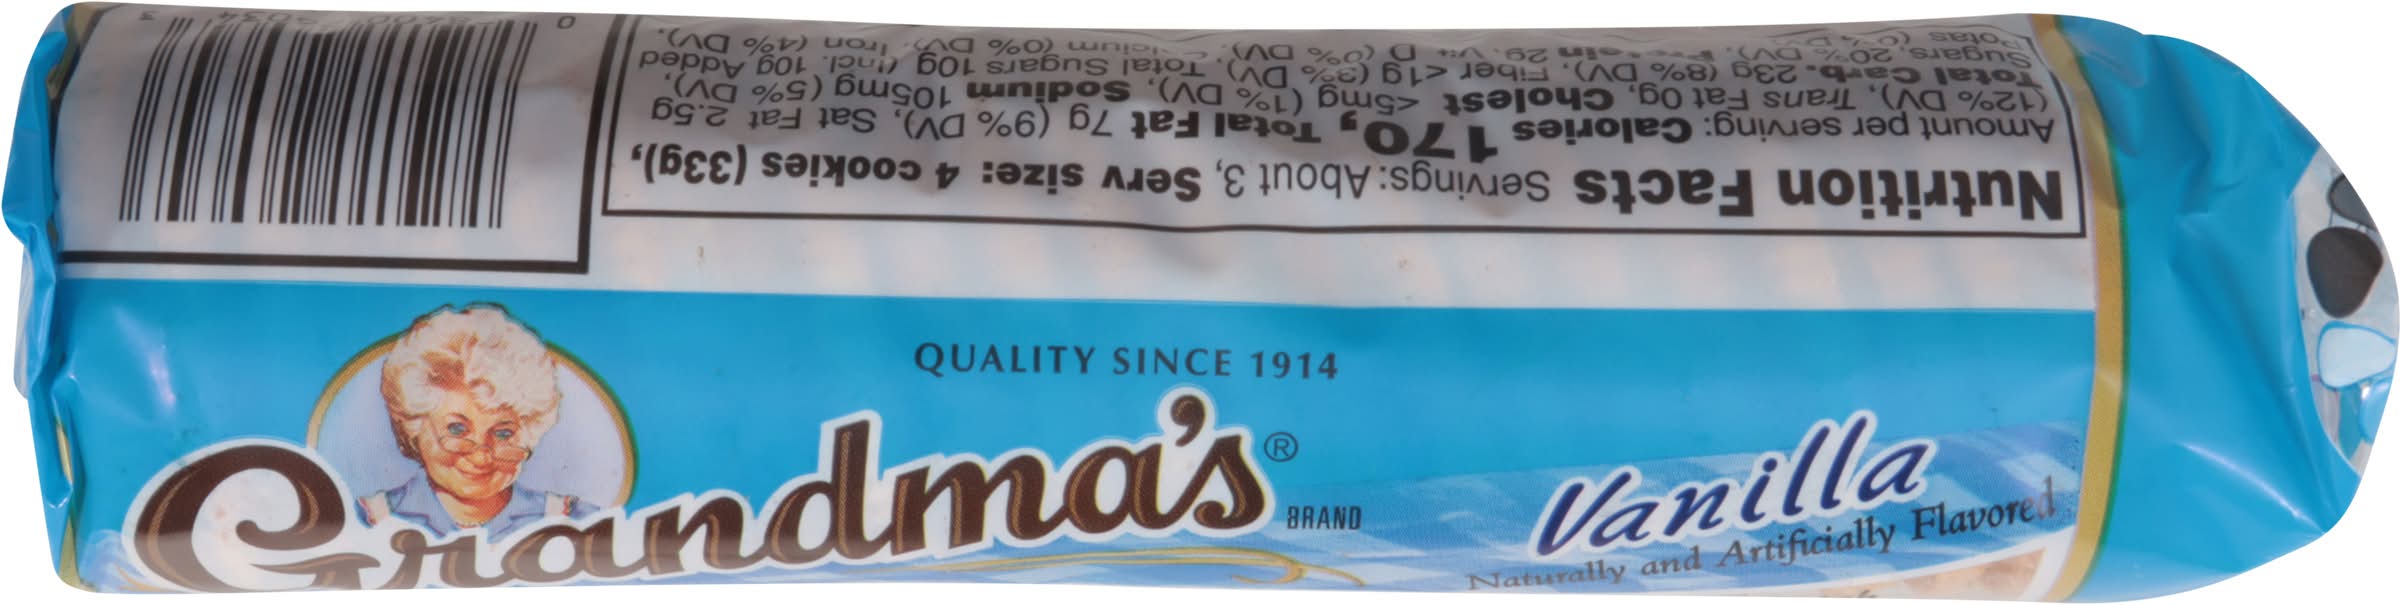 QUALITY SINCE 1914
Grandma's®
BRAND
Vanilla
Naturally and Artificially Flavored
Nutrition Facts Servings: About 3, Serv size: 4 cookies (33g),
Amount per serving: Calories 170, Total Fat 7g (9% DV), Sat Fat 2.5g
(12% DV), Trans Fat 0g, Cholest <5mg (1% DV), Sodium 105mg (5% DV),
Total Carb. 23g (8% DV), Fiber <1g (3% DV), Total Sugars 10g (Incl. 10g Added
Sugars, 20% DV), Protein 2g, Vit. D (0% DV), Calcium (0% DV), Iron (4% DV),
0
3